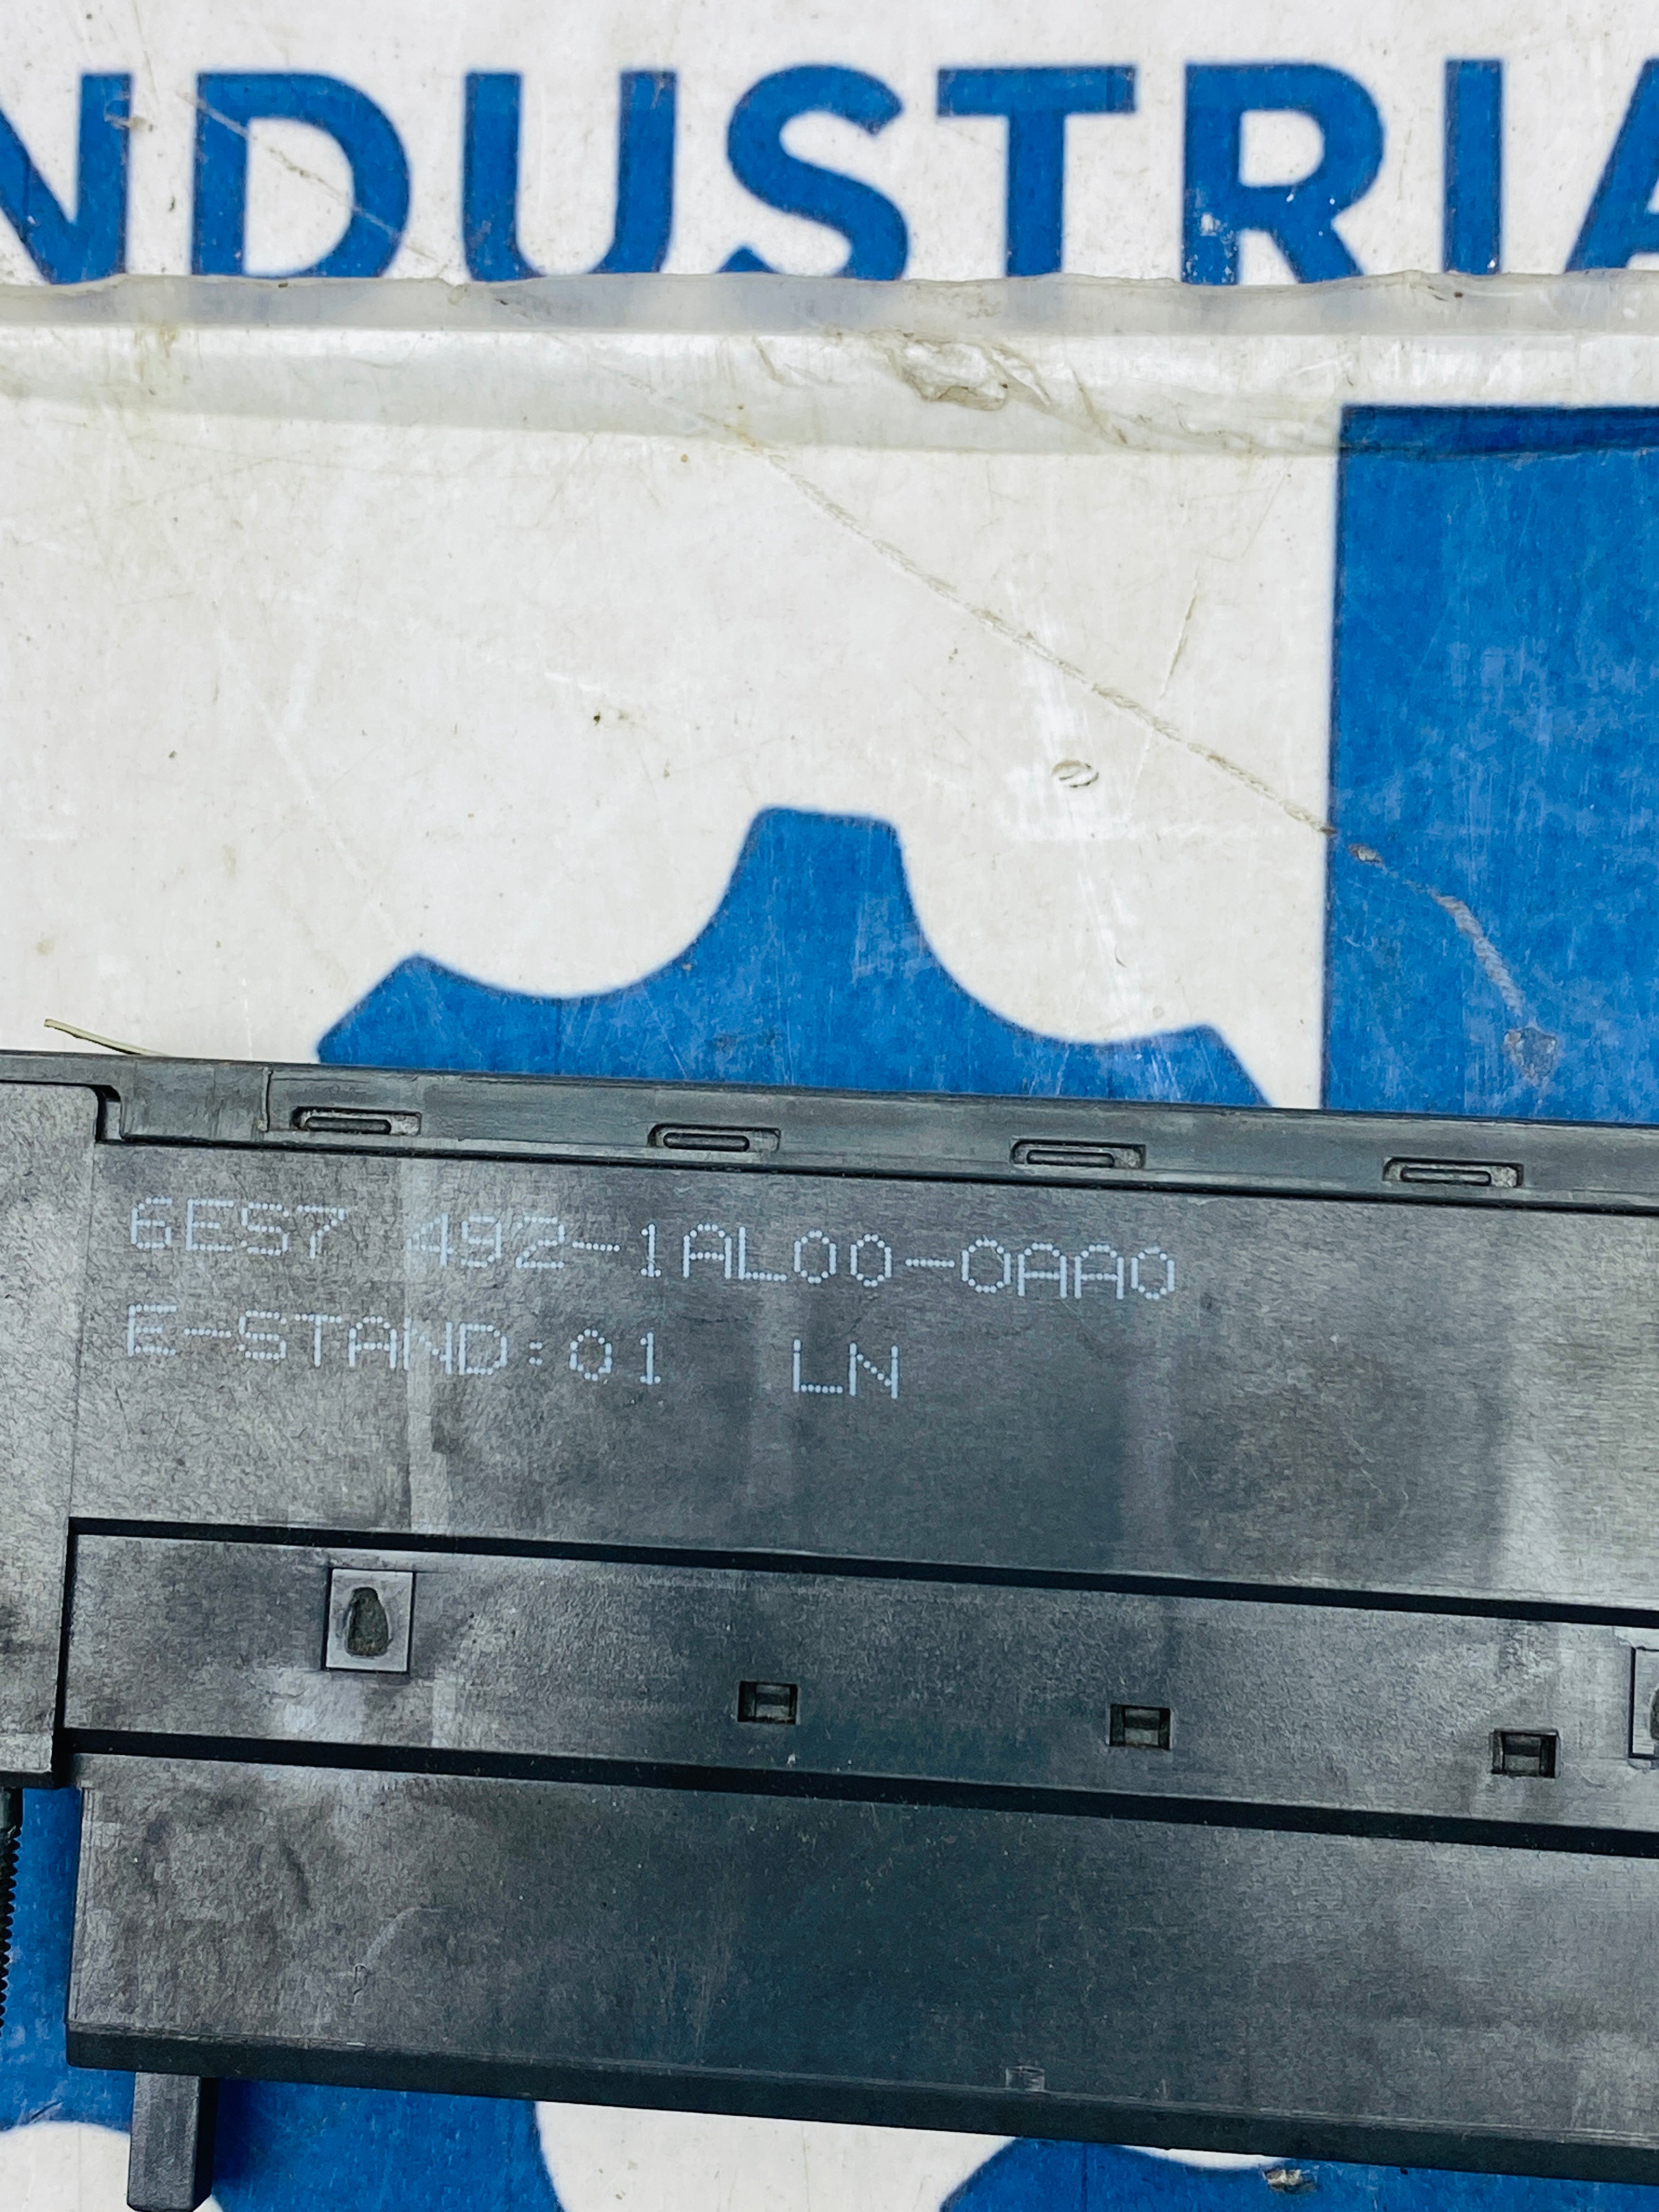 NDUSTRIA
6ES7 492-1AL00-0AA0
E-STAND:01 LN